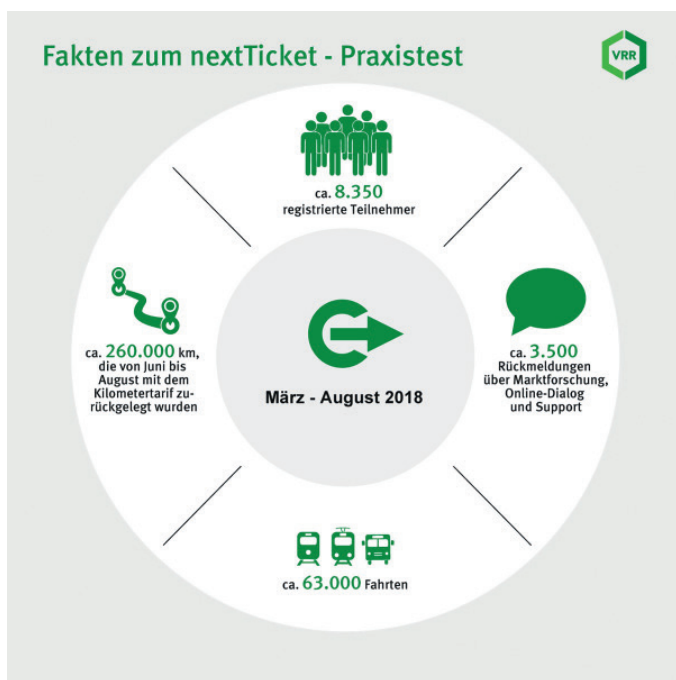 Fakten zum nextTicket - Praxistest
VRR
ca. 8.350
registrierte Teilnehmer
ca. 260.000 km,
die von Juni bis
August mit dem
Kilometertarif zu-
rückgelegt wurden
März - August 2018
ca. 3.500
Rückmeldungen
über Marktforschung,
Online-Dialog
und Support
ca. 63.000 Fahrten